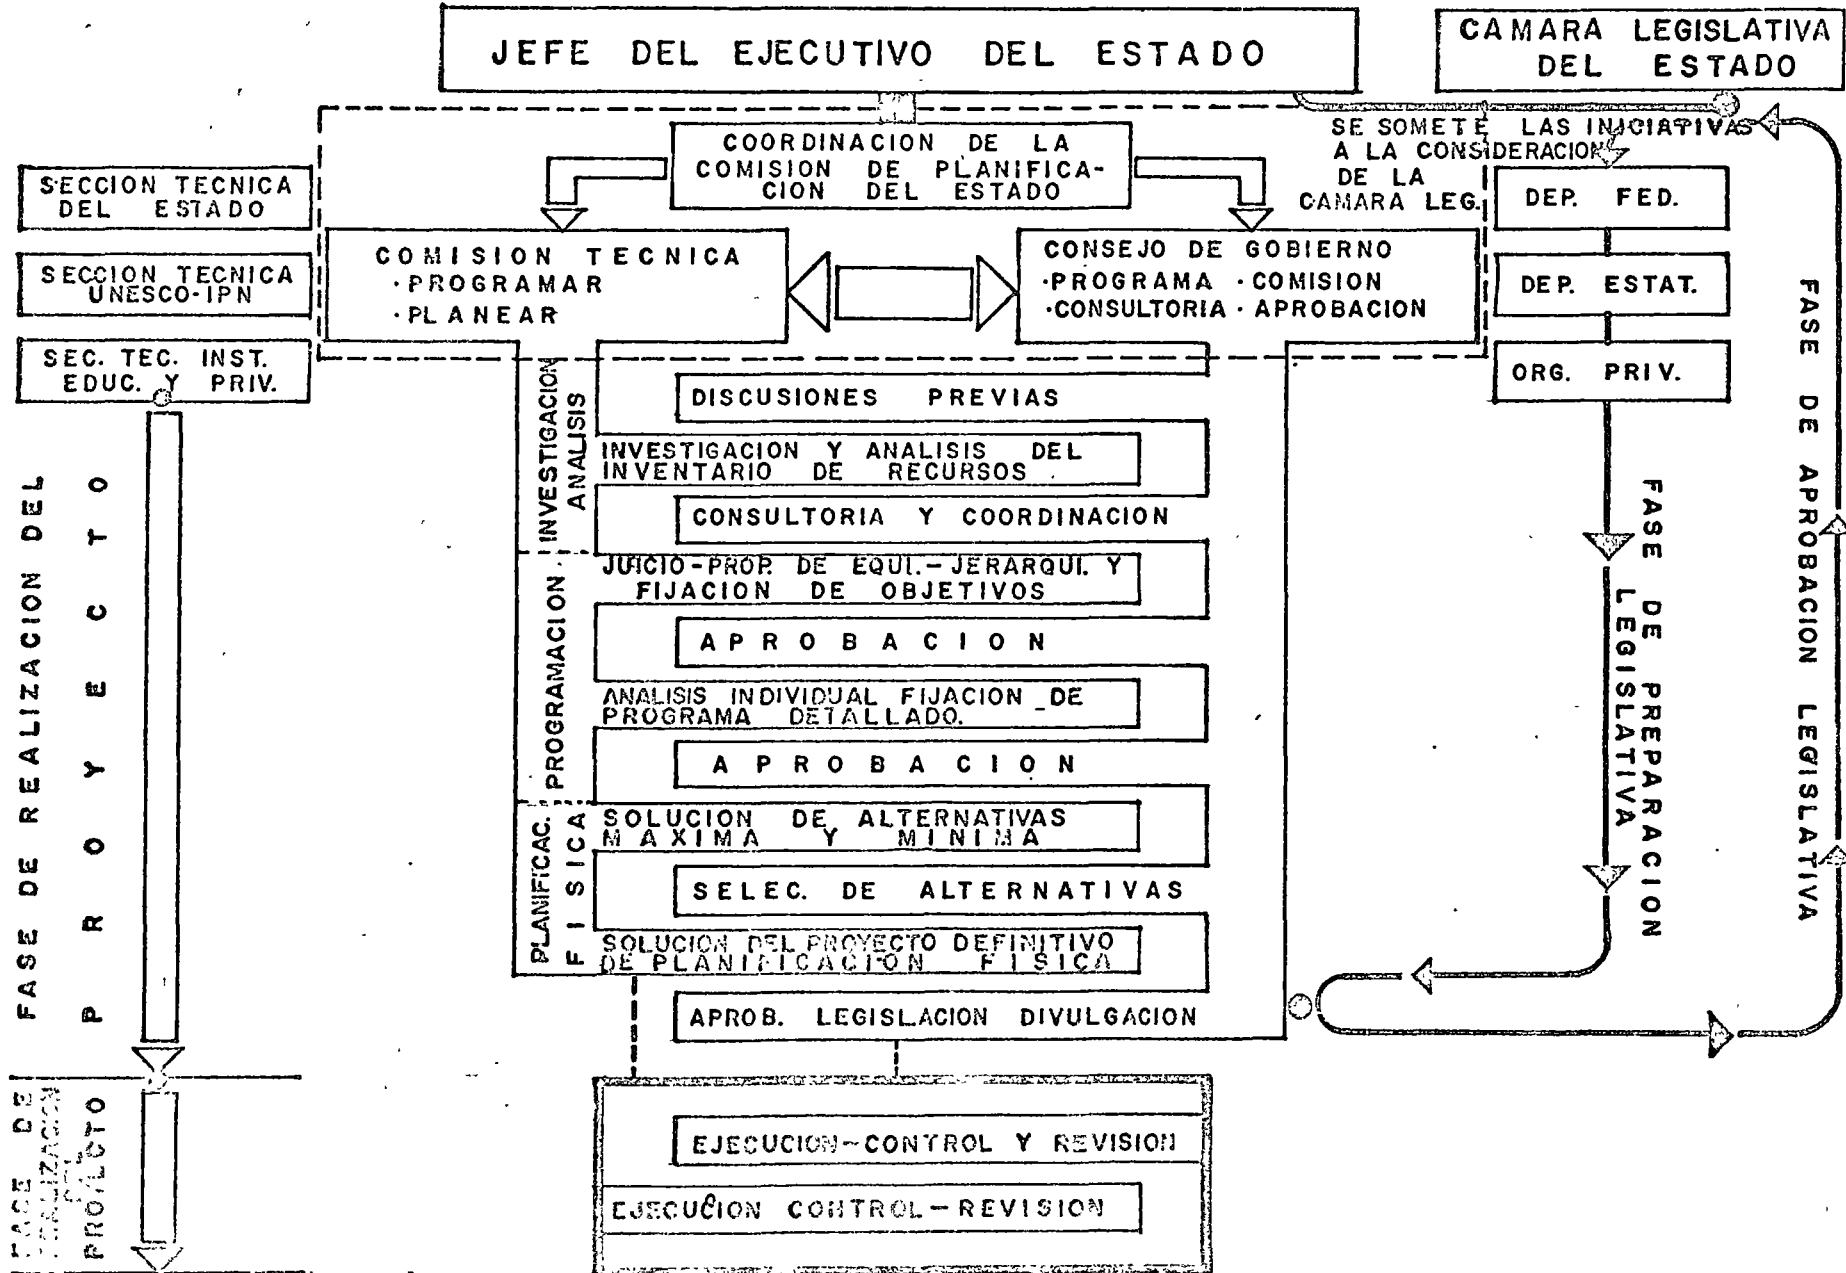 JEFE DEL EJECUTIVO DEL ESTADO
CAMARA LEGISLATIVA
DEL ESTADO
COORDINACION DE LA
COMISION DE PLANIFICA-
CION DEL ESTADO
SE SOMETE LAS INICIATIVAS
A LA CONSIDERACION
DE LA
CAMARA LEG.
SECCION TECNICA
DEL ESTADO
SECCION TECNICA
UNESCO-IPN
SEC. TEC. INST.
EDUC. Y PRIV.
COMISION TECNICA
·PROGRAMAR
·PLANEAR
CONSEJO DE GOBIERNO
·PROGRAMA ·COMISION
·CONSULTORIA ·APROBACION
DEP. FED.
DEP. ESTAT.
ORG. PRIV.
INVESTIGACION
ANALISIS
DISCUSIONES PREVIAS
INVESTIGACION Y ANALISIS DEL
INVENTARIO DE RECURSOS
CONSULTORIA Y COORDINACION
PROGRAMACION
JUICIO-PROP. DE EQUI.-JERARQUI. Y
FIJACION DE OBJETIVOS
APROBACION
ANALISIS INDIVIDUAL FIJACION DE
PROGRAMA DETALLADO.
APROBACION
PLANIFICAC.
FISICA
SOLUCION DE ALTERNATIVAS
MAXIMA Y MINIMA
SELEC. DE ALTERNATIVAS
SOLUCION DEL PROYECTO DEFINITIVO
DE PLANIFICACION FISICA
APROB. LEGISLACION DIVULGACION
EJECUCION-CONTROL Y REVISION
EJECUCION CONTROL-REVISION
FASE DE REALIZACION DEL
PROYECTO
FASE DE
PROYECTO
FASE DE PREPARACION
LEGISLATIVA
FASE DE APROBACION LEGISLATIVA